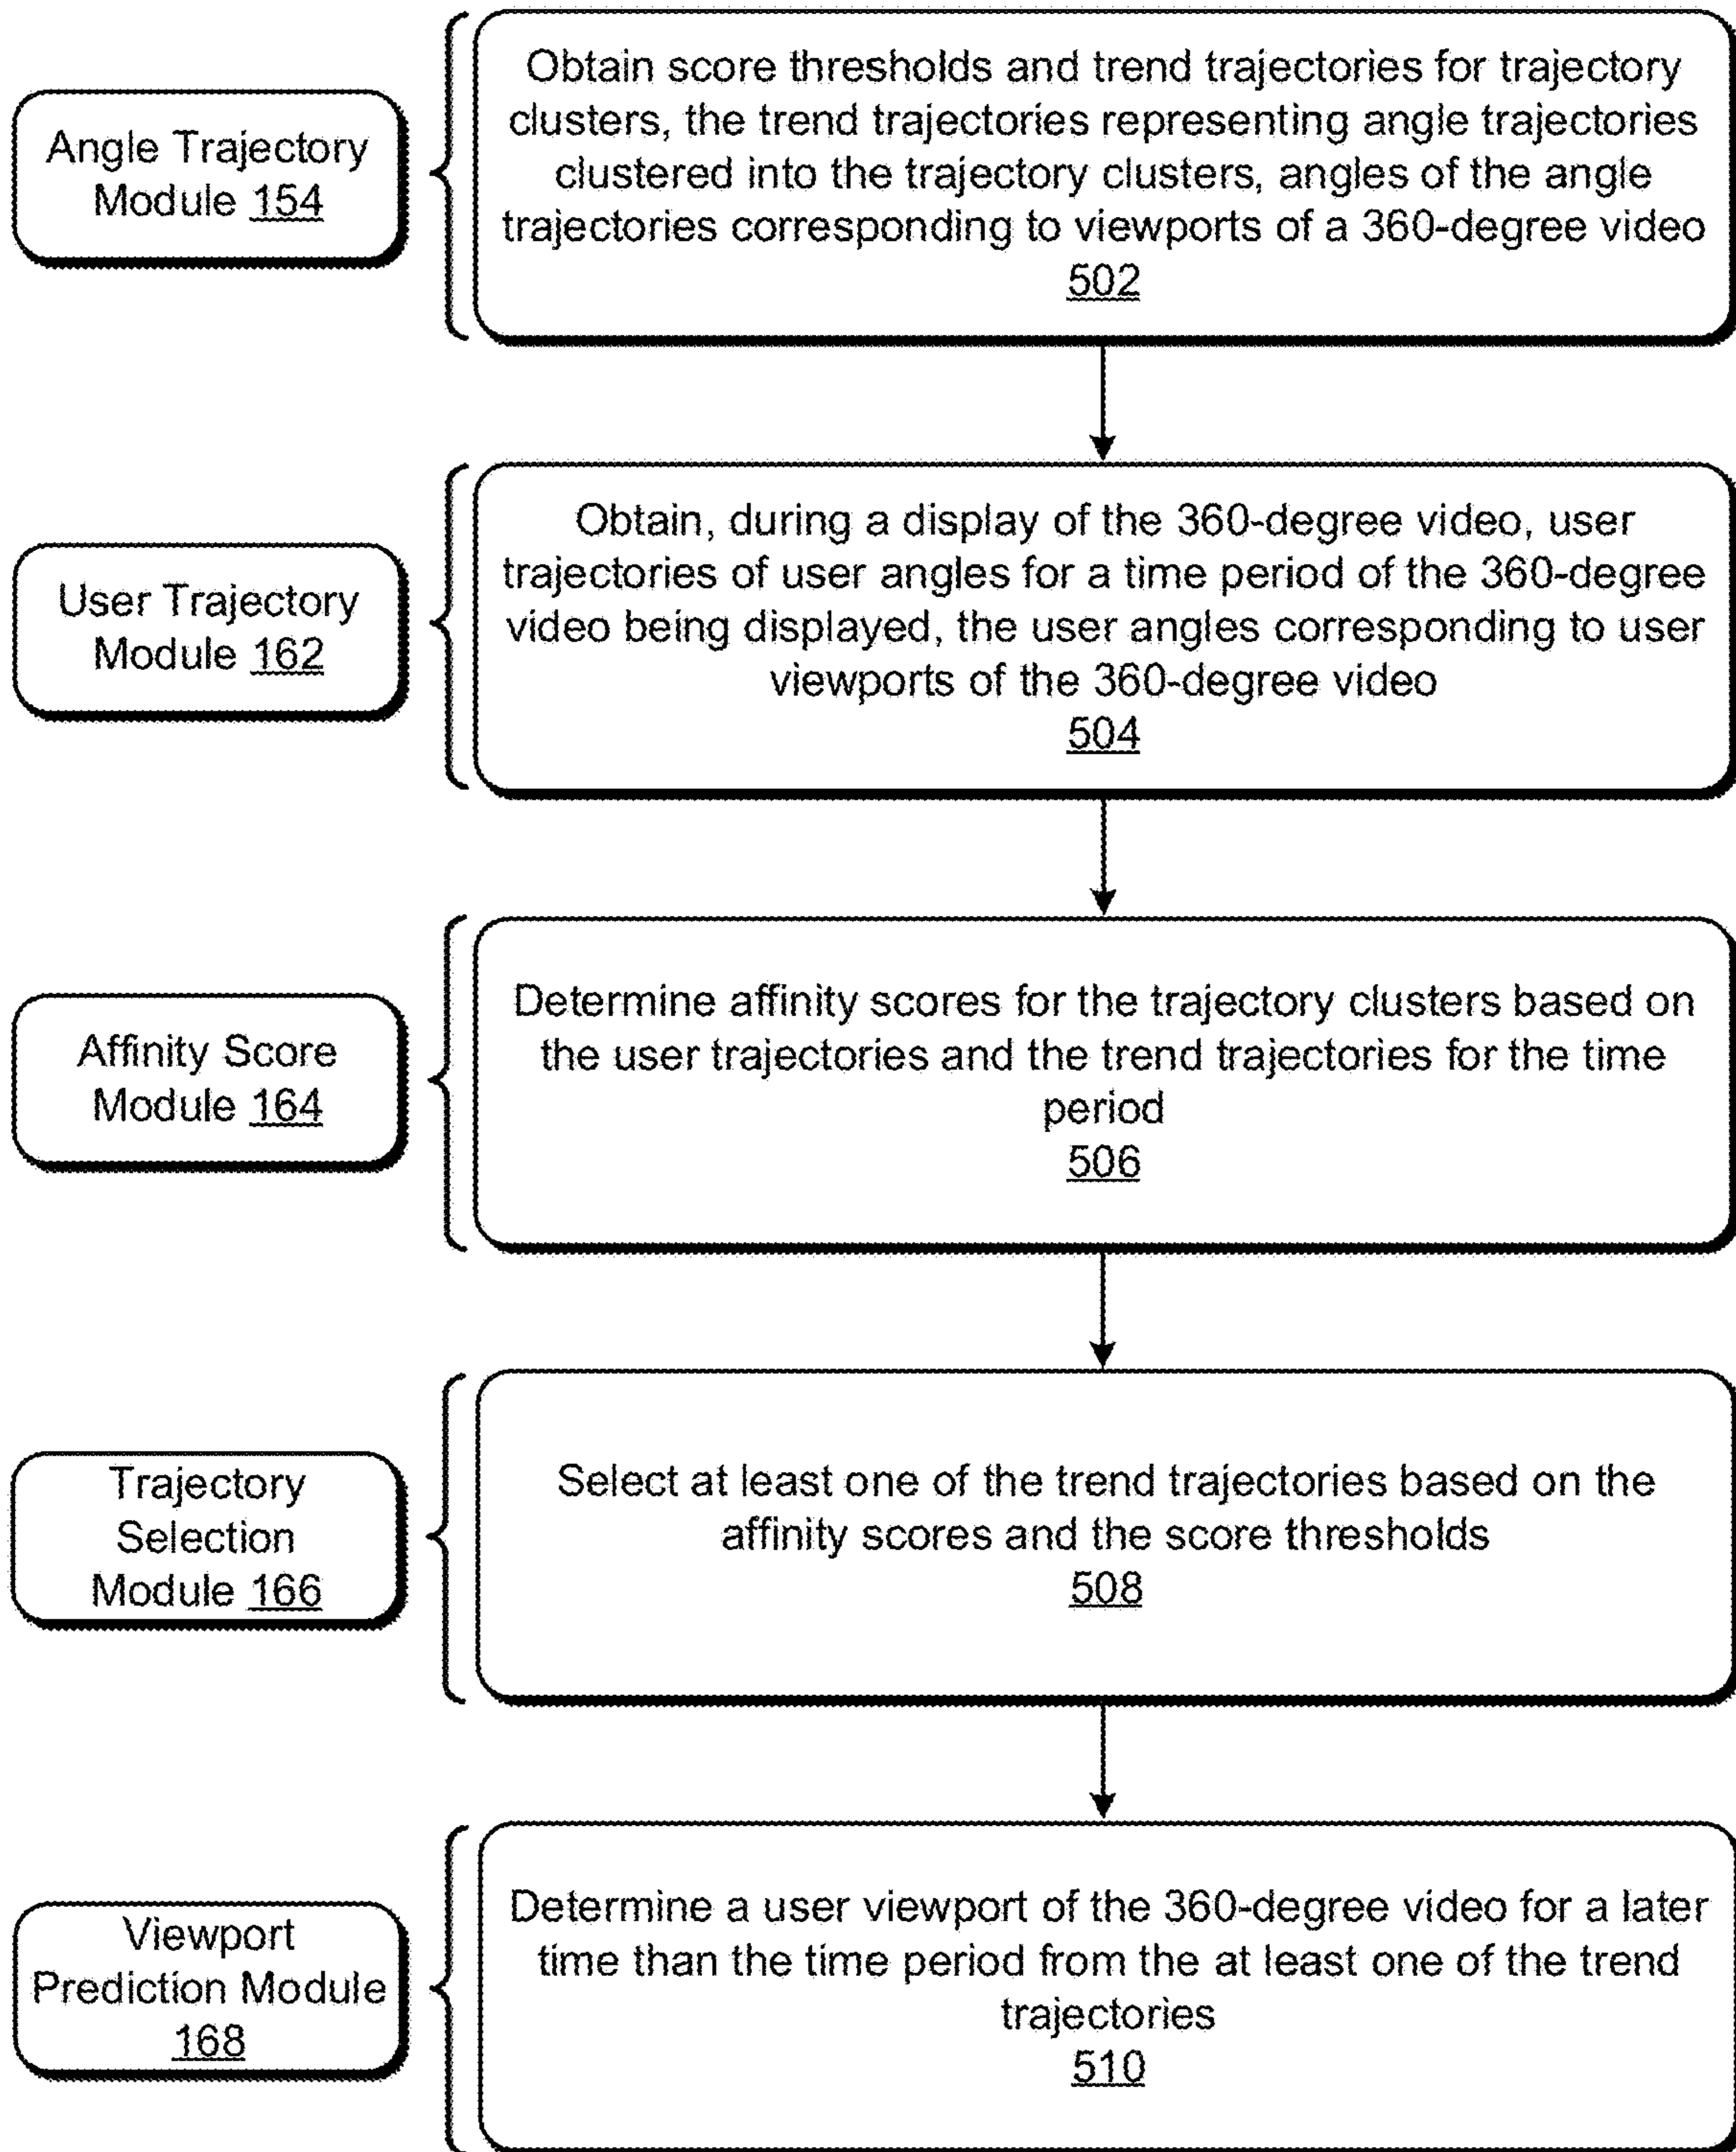 Angle Trajectory
Module 154
Obtain score thresholds and trend trajectories for trajectory
clusters, the trend trajectories representing angle trajectories
clustered into the trajectory clusters, angles of the angle
trajectories corresponding to viewports of a 360-degree video
502
User Trajectory
Module 162
Obtain, during a display of the 360-degree video, user
trajectories of user angles for a time period of the 360-degree
video being displayed, the user angles corresponding to user
viewports of the 360-degree video
504
Affinity Score
Module 164
Determine affinity scores for the trajectory clusters based on
the user trajectories and the trend trajectories for the time
period
506
Trajectory
Selection
Module 166
Select at least one of the trend trajectories based on the
affinity scores and the score thresholds
508
Viewport
Prediction Module
168
Determine a user viewport of the 360-degree video for a later
time than the time period from the at least one of the trend
trajectories
510